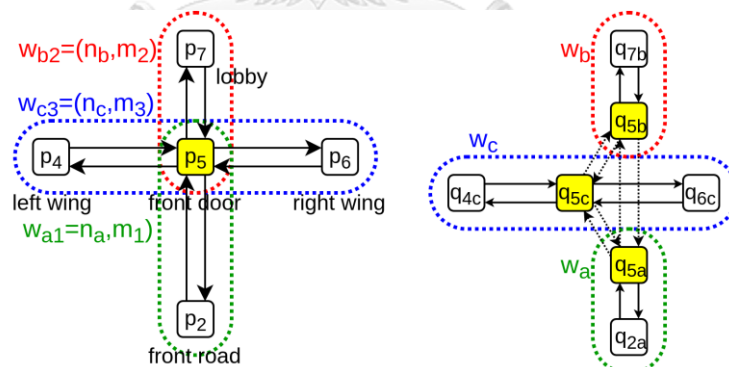 w_b2=(n_b,m_2)
p_7
lobby
w_c3=(n_c,m_3)
p_4
p_5
p_6
left wing
front door
right wing
w_a1=n_a,m_1)
p_2
front road
w_b
q_7b
q_5b
w_c
q_4c
q_5c
q_6c
w_a
q_5a
q_2a